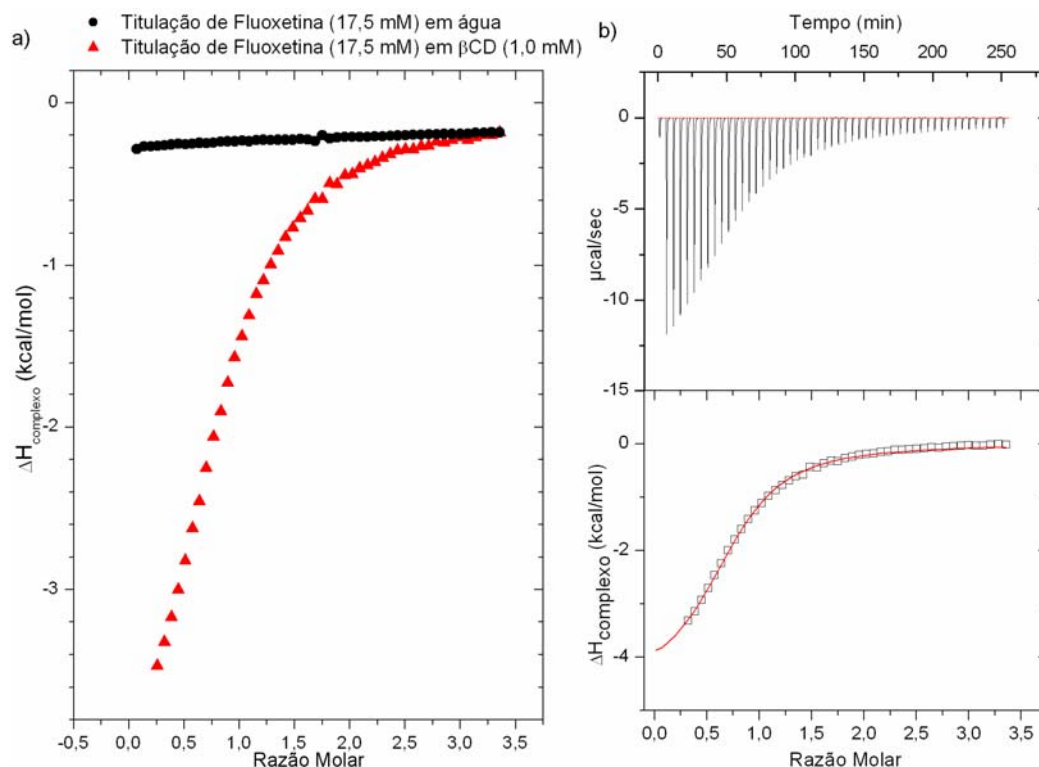 a)
Titulação de Fluoxetina (17,5 mM) em água
Titulação de Fluoxetina (17,5 mM) em βCD (1,0 mM)
0
-1
-2
-3
ΔHcomplexo (kcal/mol)
-0,5 0,0 0,5 1,0 1,5 2,0 2,5 3,0 3,5
Razão Molar
b)
Tempo (min)
0 50 100 150 200 250
0
-5
-10
-15
µcal/sec
0
-2
-4
ΔHcomplexo (kcal/mol)
0,0 0,5 1,0 1,5 2,0 2,5 3,0 3,5
Razão Molar